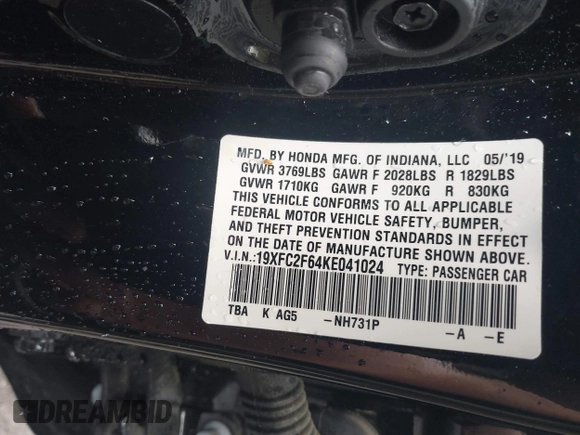 MFD. BY HONDA MFG. OF INDIANA, LLC 05/'19
GVWR 3769LBS GAWR F 2028LBS R 1829LBS
GVWR 1710KG GAWR F 920KG R 830KG
THIS VEHICLE CONFORMS TO ALL APPLICABLE
FEDERAL MOTOR VEHICLE SAFETY, BUMPER,
AND THEFT PREVENTION STANDARDS IN EFFECT
ON THE DATE OF MANUFACTURE SHOWN ABOVE.
V.I.N.:19XFC2F64KE041024 TYPE: PASSENGER CAR
TBA K AG5 -NH731P -A -E
DREAMBID